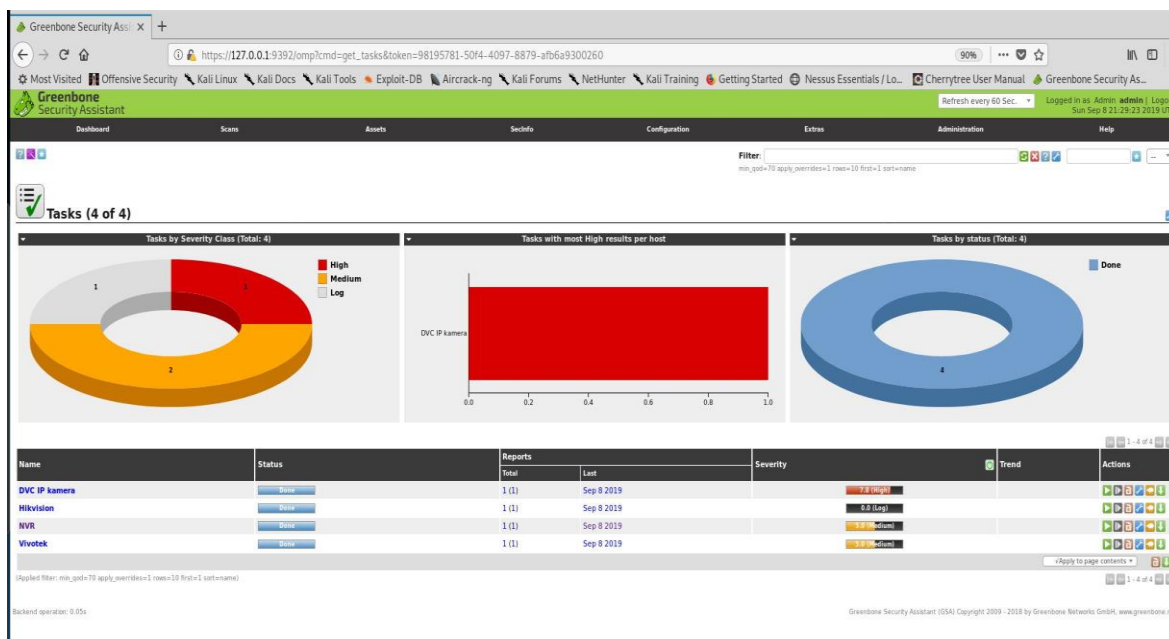 Greenbone Security Assi × +
https://127.0.0.1:9392/omp?cmd=get_tasks&token=98195781-50f4-4097-8879-afb6a9300260 90%
Most Visited Offensive Security Kali Linux Kali Docs Kali Tools Exploit-DB Aircrack-ng Kali Forums NetHunter Kali Training Getting Started Nessus Essentials / Lo... Cherrytree User Manual Greenbone Security As...
Greenbone
Security Assistant
Refresh every 60 Sec. Logged in as Admin admin | Logo
Sun Sep 8 21:29:23 2019 UT
Dashboard Scans Assets SecInfo Configuration Extras Administration Help
Filter:
min_qod=70 apply_overrides=1 rows=10 first=1 sort=name
Tasks (4 of 4)
Tasks by Severity Class (Total: 4)
High
Medium
Log
1
1
2
Tasks with most High results per host
DVC IP kamera
0.0 0.2 0.4 0.6 0.8 1.0
Tasks by status (Total: 4)
Done
4
1 - 4 of 4
Name Status Reports Severity Trend Actions
Total Last
DVC IP kamera Done 1 (1) Sep 8 2019 7.8 (High)
Hikvision Done 1 (1) Sep 8 2019 0.0 (Log)
NVR Done 1 (1) Sep 8 2019 5.0 (Medium)
Vivotek Done 1 (1) Sep 8 2019 5.0 (Medium)
√Apply to page contents
(Applied filter: min_qod=70 apply_overrides=1 rows=10 first=1 sort=name)
1 - 4 of 4
Backend operation: 0.05s
Greenbone Security Assistant (GSA) Copyright 2009 - 2018 by Greenbone Networks GmbH, www.greenbone.n